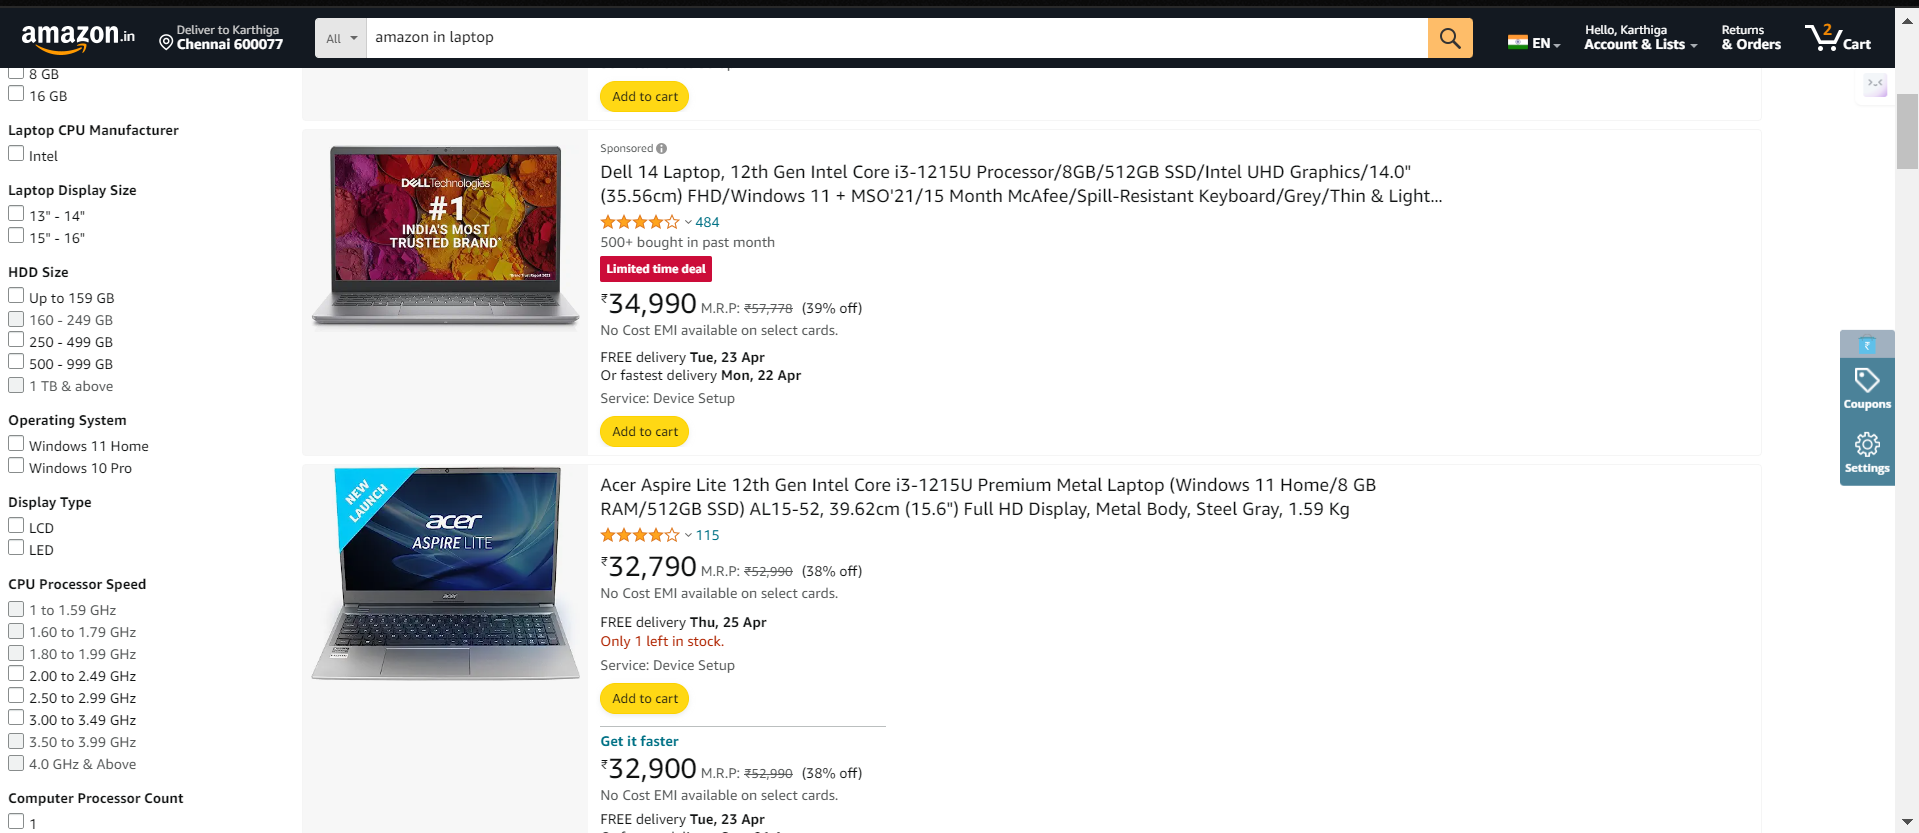 amazon.in
Deliver to Karthiga
Chennai 600077
All
amazon in laptop
EN
Hello, Karthiga
Account & Lists
Returns
& Orders
2
Cart
8 GB
16 GB
Laptop CPU Manufacturer
Intel
Laptop Display Size
13" - 14"
15" - 16"
HDD Size
Up to 159 GB
160 - 249 GB
250 - 499 GB
500 - 999 GB
1 TB & above
Operating System
Windows 11 Home
Windows 10 Pro
Display Type
LCD
LED
CPU Processor Speed
1 to 1.59 GHz
1.60 to 1.79 GHz
1.80 to 1.99 GHz
2.00 to 2.49 GHz
2.50 to 2.99 GHz
3.00 to 3.49 GHz
3.50 to 3.99 GHz
4.0 GHz & Above
Computer Processor Count
1
Add to cart
DELLTechnologies
#1
INDIA'S MOST
TRUSTED BRAND*
Sponsored
Dell 14 Laptop, 12th Gen Intel Core i3-1215U Processor/8GB/512GB SSD/Intel UHD Graphics/14.0"
(35.56cm) FHD/Windows 11 + MSO'21/15 Month McAfee/Spill-Resistant Keyboard/Grey/Thin & Light...
484
500+ bought in past month
Limited time deal
₹34,990 M.R.P: ₹57,778 (39% off)
No Cost EMI available on select cards.
FREE delivery Tue, 23 Apr
Or fastest delivery Mon, 22 Apr
Service: Device Setup
Add to cart
NEW
LAUNCH
acer
ASPIRE LITE
acer
Acer Aspire Lite 12th Gen Intel Core i3-1215U Premium Metal Laptop (Windows 11 Home/8 GB
RAM/512GB SSD) AL15-52, 39.62cm (15.6") Full HD Display, Metal Body, Steel Gray, 1.59 Kg
115
₹32,790 M.R.P: ₹52,990 (38% off)
No Cost EMI available on select cards.
FREE delivery Thu, 25 Apr
Only 1 left in stock.
Service: Device Setup
Add to cart
Get it faster
₹32,900 M.R.P: ₹52,990 (38% off)
No Cost EMI available on select cards.
FREE delivery Tue, 23 Apr
₹
Coupons
Settings